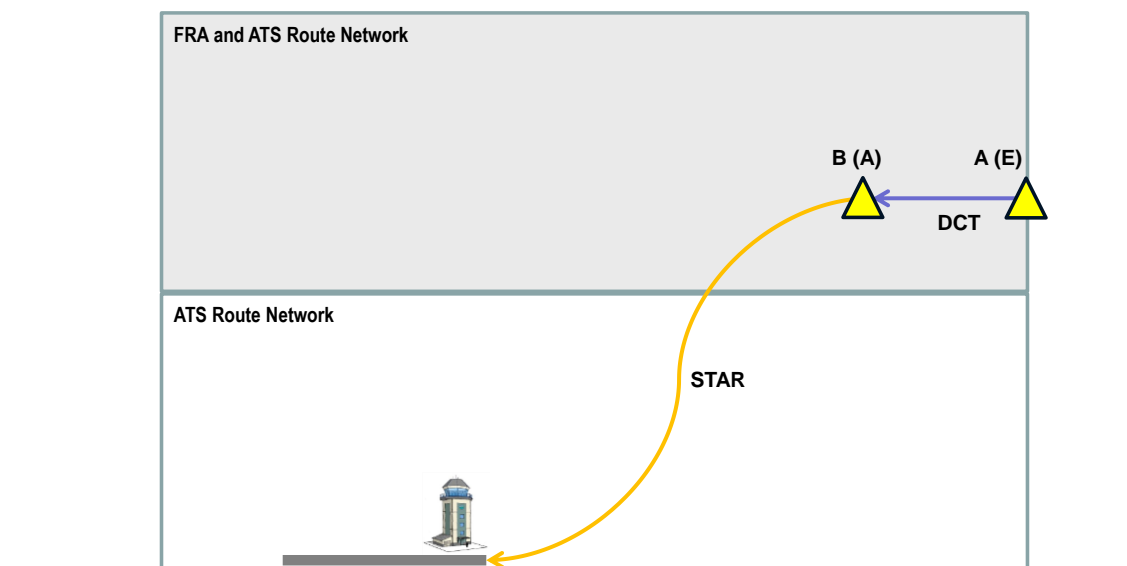 FRA and ATS Route Network
B (A)
A (E)
DCT
ATS Route Network
STAR